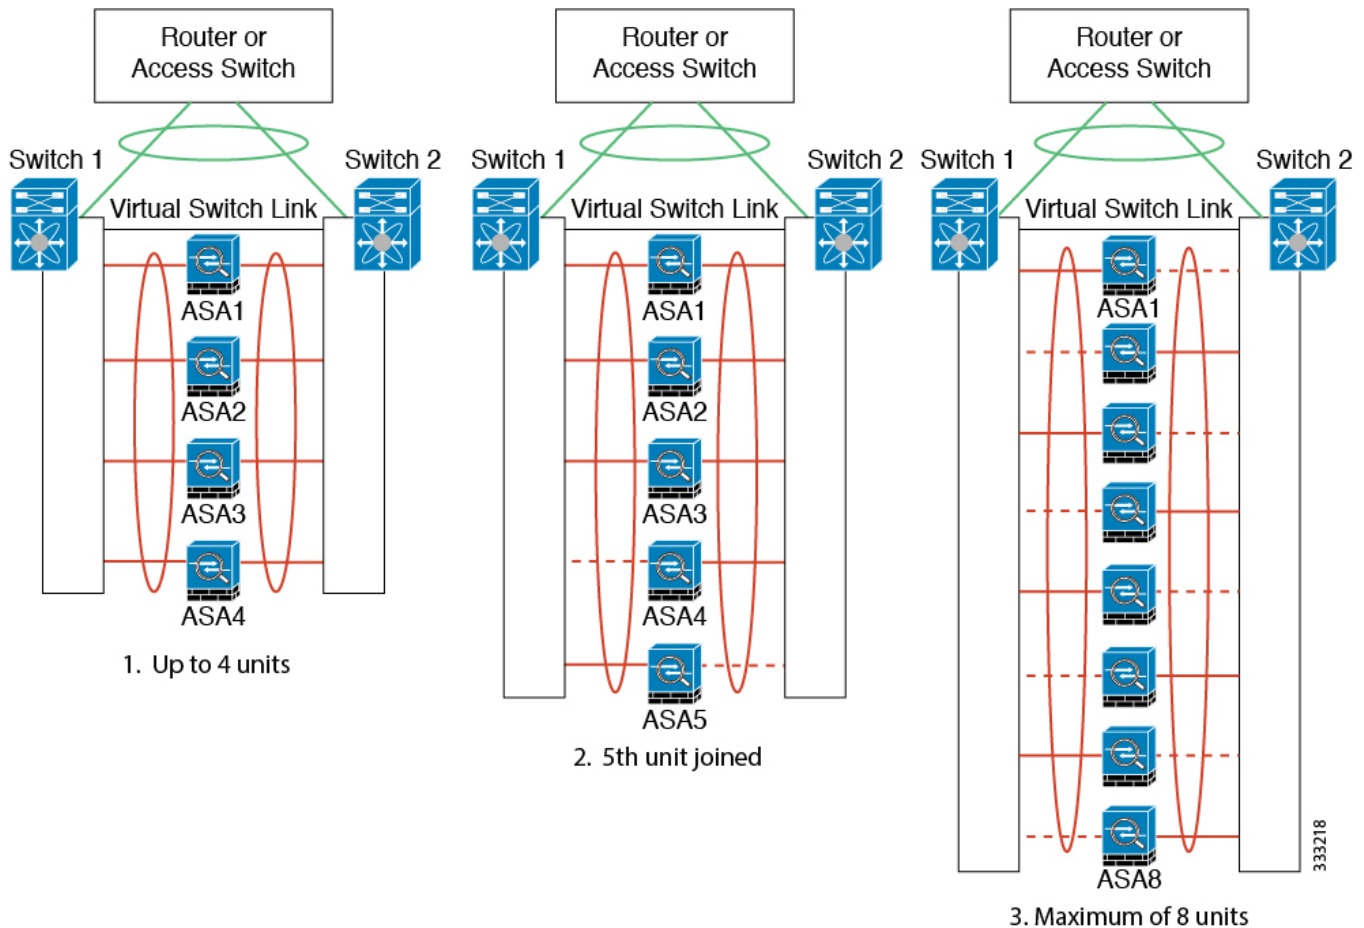 Router or
Access Switch
Switch 1
Switch 2
Virtual Switch Link
ASA1
ASA2
ASA3
ASA4
1. Up to 4 units
Router or
Access Switch
Switch 1
Switch 2
Virtual Switch Link
ASA1
ASA2
ASA3
ASA4
ASA5
2. 5th unit joined
Router or
Access Switch
Switch 1
Switch 2
Virtual Switch Link
ASA1
ASA8
3. Maximum of 8 units
333218